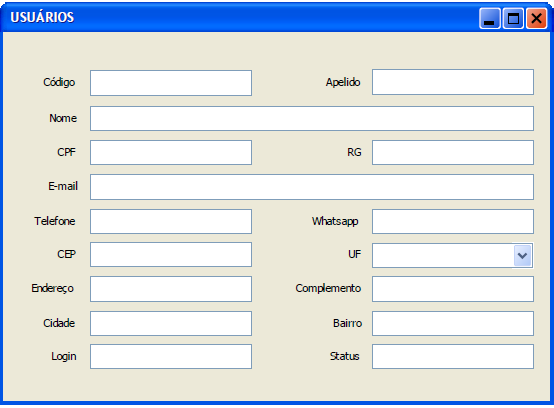 USUÁRIOS
Código Apelido
Nome
CPF RG
E-mail
Telefone Whatsapp
CEP UF
Endereço Complemento
Cidade Bairro
Login Status